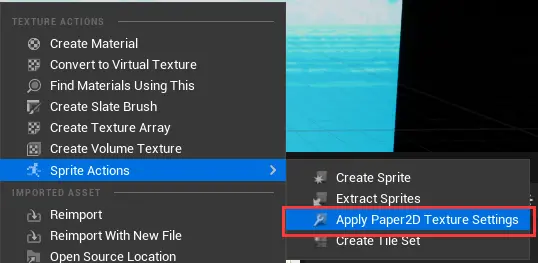 TEXTURE ACTIONS
Create Material
Convert to Virtual Texture
Find Materials Using This
Create Slate Brush
Create Texture Array
Create Volume Texture
Sprite Actions
Create Sprite
Extract Sprites
Apply Paper2D Texture Settings
Create Tile Set
IMPORTED ASSET
Reimport
Reimport With New File
Open Source Location